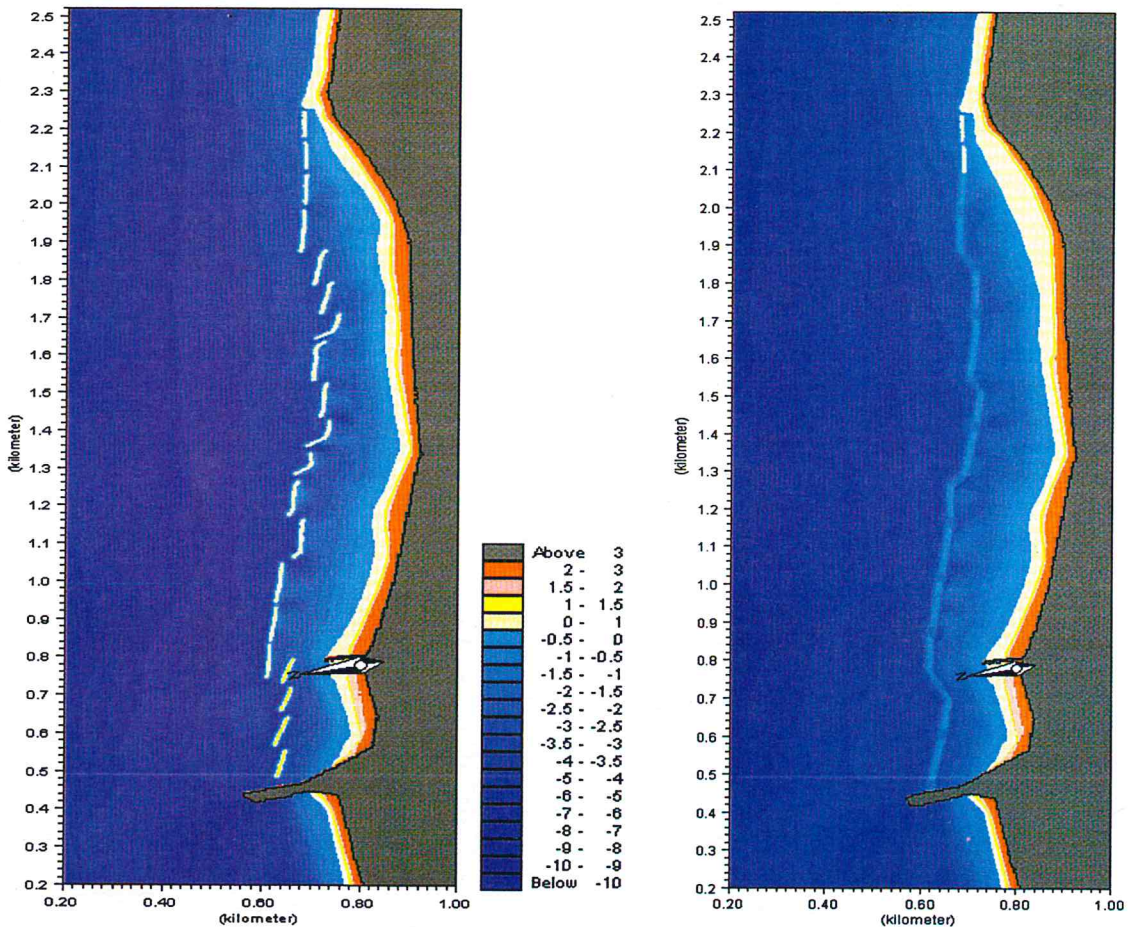 2.5
2.4
2.3
2.2
2.1
2.0
1.9
1.8
1.7
1.6
1.5
1.4
1.3
1.2
1.1
1.0
0.9
0.8
0.7
0.6
0.5
0.4
0.3
0.2
(kilometer)
0.20 0.40 0.60 0.80 1.00
(kilometer)
Above 3
2 - 3
1.5 - 2
1 - 1.5
0 - 1
-0.5 - 0
-1 - -0.5
-1.5 - -1
-2 - -1.5
-2.5 - -2
-3 - -2.5
-3.5 - -3
-4 - -3.5
-5 - -4
-6 - -5
-7 - -6
-8 - -7
-9 - -8
-10 - -9
Below -10
2.5
2.4
2.3
2.2
2.1
2.0
1.9
1.8
1.7
1.6
1.5
1.4
1.3
1.2
1.1
1.0
0.9
0.8
0.7
0.6
0.5
0.4
0.3
0.2
(kilometer)
0.20 0.40 0.60 0.80 1.00
(kilometer)